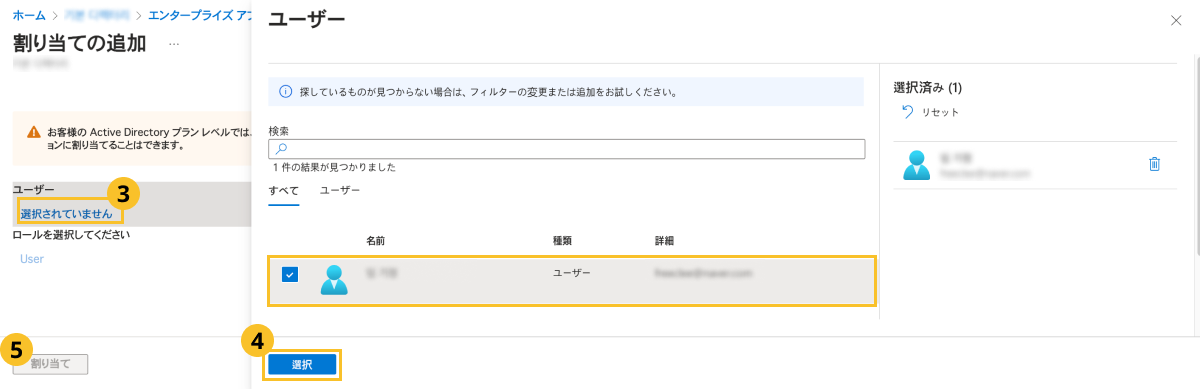 ホーム > > エンタープライズ アプ
割り当ての追加 ...
お客様の Active Directory プラン レベルでは、
ョンに割り当てることはできます。
ユーザー
3
選択されていません
ロールを選択してください
User
5
割り当て
ユーザー
探しているものが見つからない場合は、フィルターの変更または追加をお試しください。
検索
1 件の結果が見つかりました
すべて ユーザー
名前 種類 詳細
ユーザー
4
選択
選択済み (1)
リセット